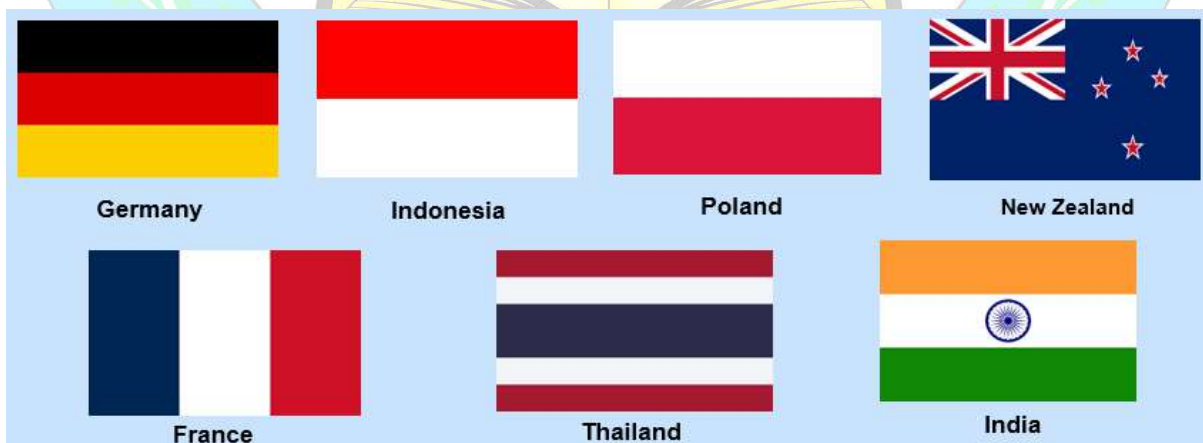 Germany
Indonesia
Poland
New Zealand
France
Thailand
India